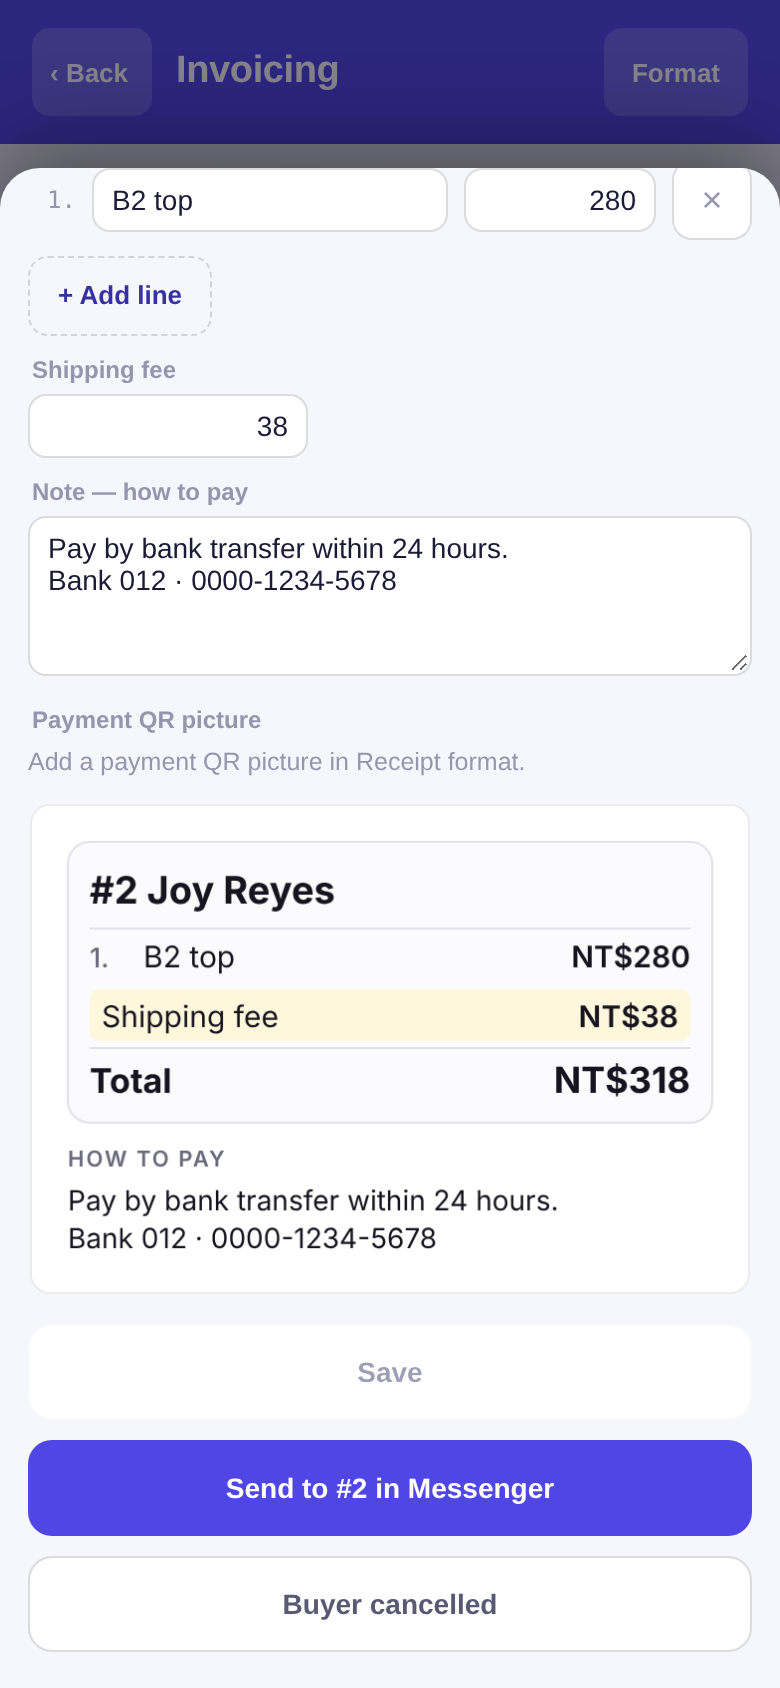 ‹ Back
Invoicing
Format
1.
B2 top
280
×
+ Add line
Shipping fee
38
Note — how to pay
Pay by bank transfer within 24 hours.
Bank 012 · 0000-1234-5678
Payment QR picture
Add a payment QR picture in Receipt format.
#2 Joy Reyes
1. B2 top NT$280
Shipping fee NT$38
Total NT$318
HOW TO PAY
Pay by bank transfer within 24 hours.
Bank 012 · 0000-1234-5678
Save
Send to #2 in Messenger
Buyer cancelled